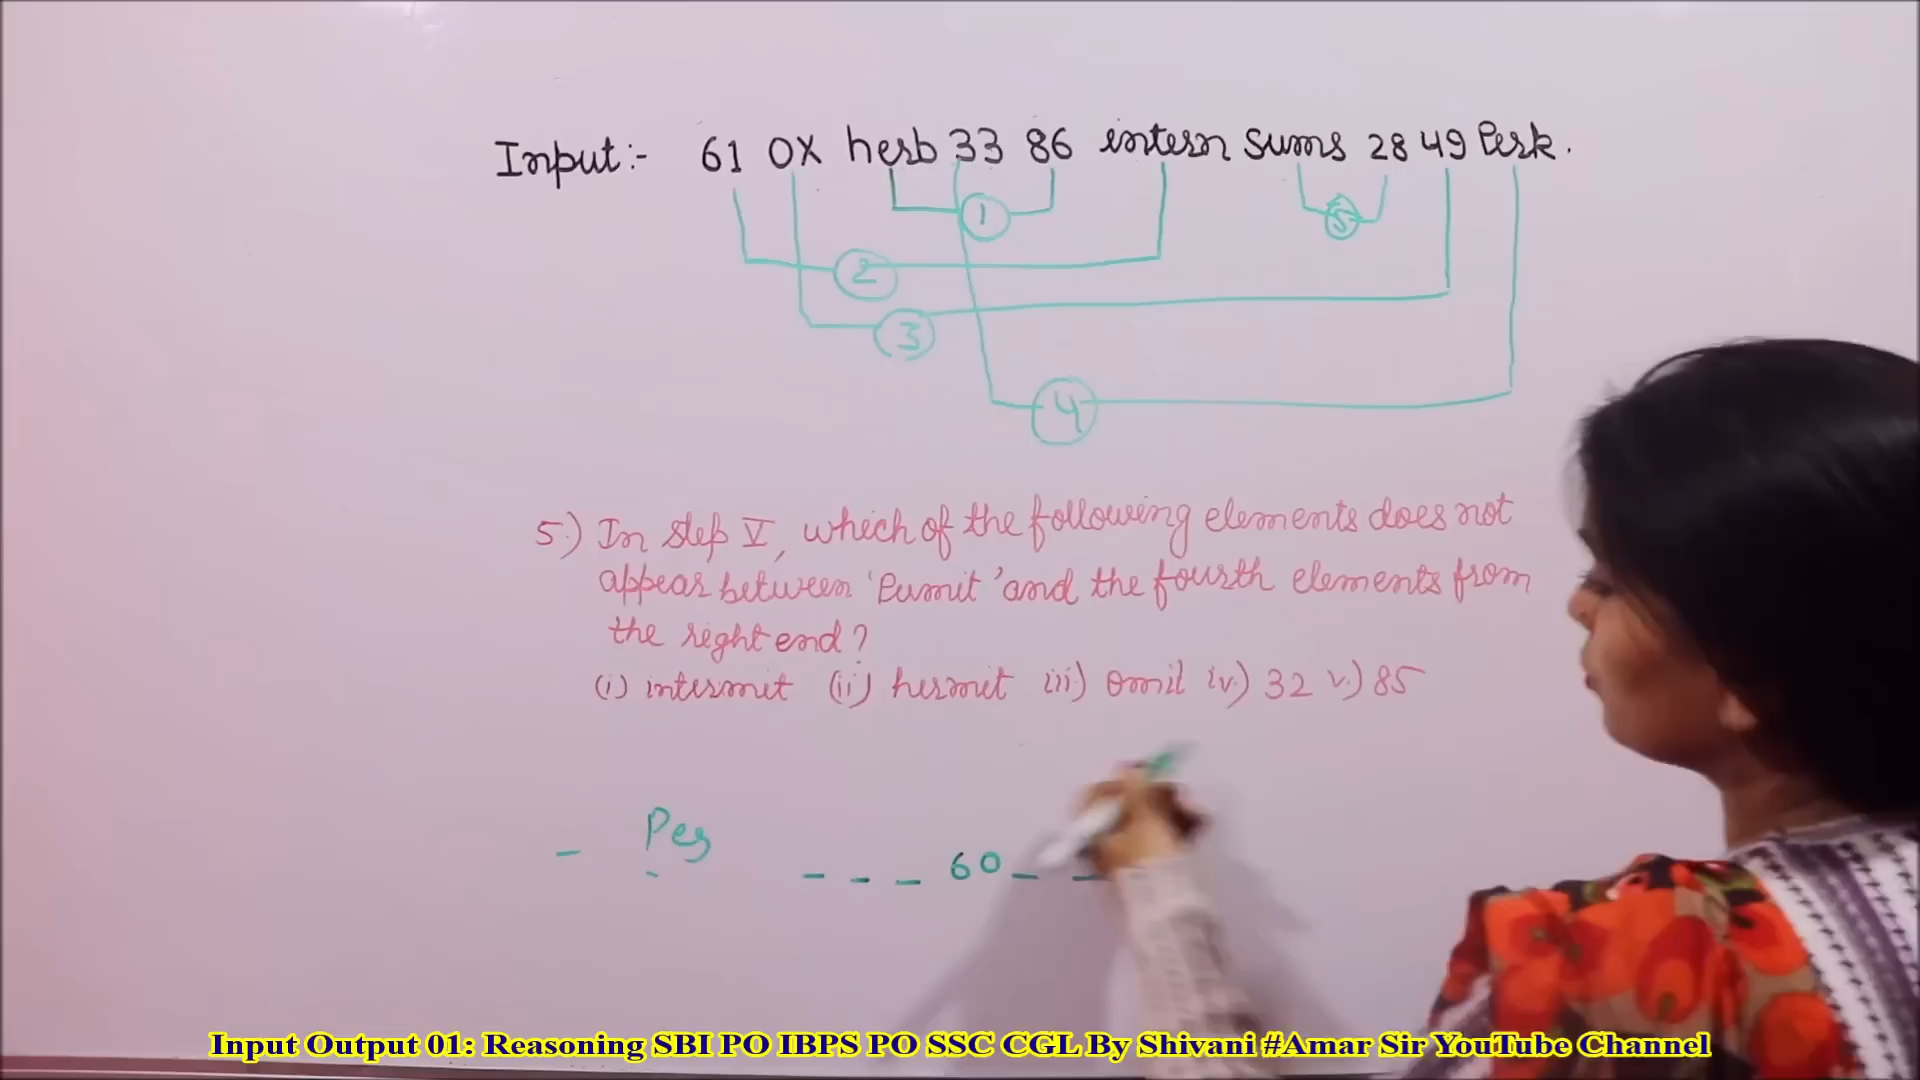 Input:- 61 OX herb 33 86 intern sums 28 49 Perk.
1
5
2
3
4
5.) In step V, which of the following elements does not
appear between 'Permit' and the fourth elements from
the right end?
(i) intermit (ii) hermit iii) omil iv.) 32 v.) 85
- Per - - - 60 - -
Input Output 01: Reasoning SBI PO IBPS PO SSC CGL By Shivani #Amar Sir YouTube Channel